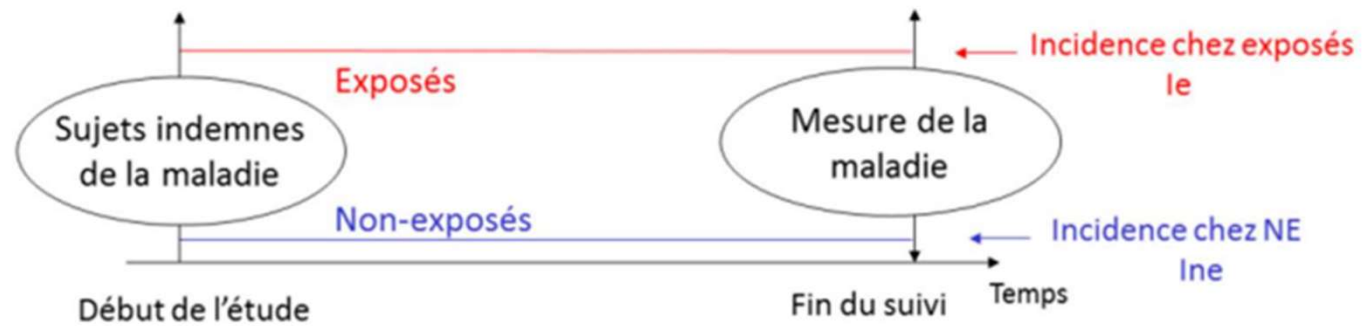 Incidence chez exposés
Ie
Exposés
Sujets indemnes
de la maladie
Mesure de la
maladie
Non-exposés
Incidence chez NE
Ine
Début de l'étude
Fin du suivi
Temps